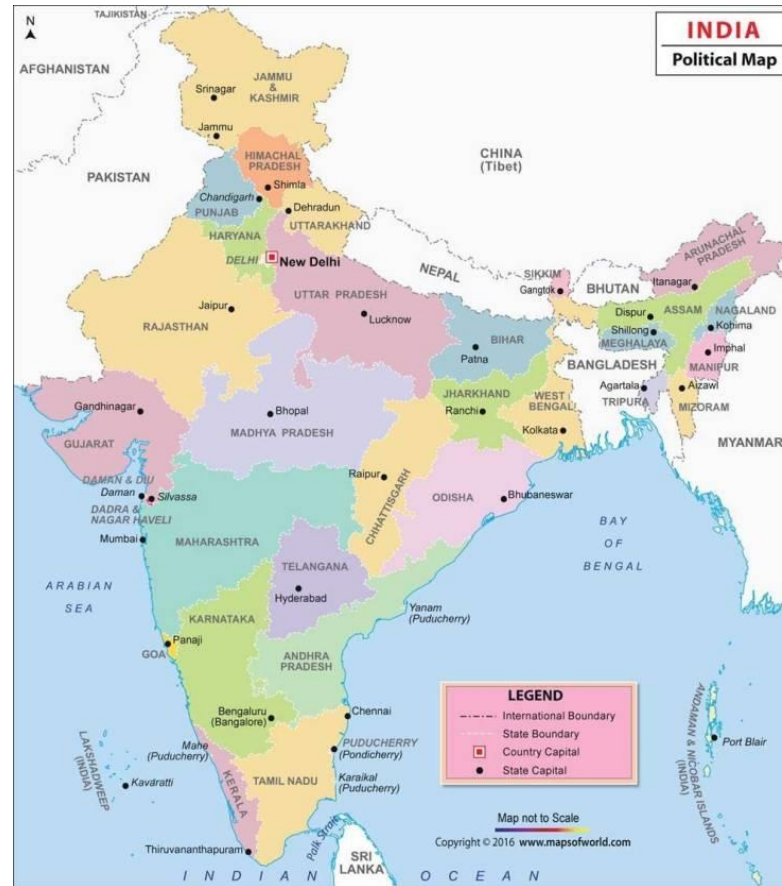 INDIA
Political Map
N
TAJIKISTAN
AFGHANISTAN
JAMMU
&
KASHMIR
Srinagar
Jammu
HIMACHAL
PRADESH
Shimla
CHINA
(Tibet)
PAKISTAN
Chandigarh
PUNJAB
Dehradun
UTTARAKHAND
HARYANA
DELHI
New Delhi
ARUNACHAL
PRADESH
NEPAL
SIKKIM
Gangtok
BHUTAN
Itanagar
UTTAR PRADESH
Jaipur
RAJASTHAN
Lucknow
Dispur
ASSAM
NAGALAND
Shillong
Kohima
MEGHALAYA
BIHAR
Patna
Imphal
MANIPUR
BANGLADESH
Gandhinagar
GUJARAT
Bhopal
MADHYA PRADESH
JHARKHAND
Ranchi
WEST
BENGAL
Kolkata
Agartala
TRIPURA
Aizawl
MIZORAM
MYANMAR
DAMAN & DIU
Daman
Silvassa
DADRA &
NAGAR HAVELI
Raipur
CHHATTISGARH
ODISHA
Bhubaneswar
Mumbai
MAHARASHTRA
BAY
OF
BENGAL
ARABIAN
SEA
TELANGANA
Hyderabad
Yanam
(Puducherry)
KARNATAKA
Panaji
GOA
ANDHRA
PRADESH
Bengaluru
(Bangalore)
Chennai
LEGEND
International Boundary
State Boundary
Country Capital
State Capital
Mahe
(Puducherry)
PUDUCHERRY
(Pondicherry)
LAKSHADWEEP
(INDIA)
Kavaratti
KERALA
TAMIL NADU
Karaikal
(Puducherry)
ANDAMAN & NICOBAR ISLANDS
(INDIA)
Port Blair
Map not to Scale
Copyright © 2016 www.mapsofworld.com
Thiruvananthapuram
Palk Strait
SRI
LANKA
INDIAN OCEAN